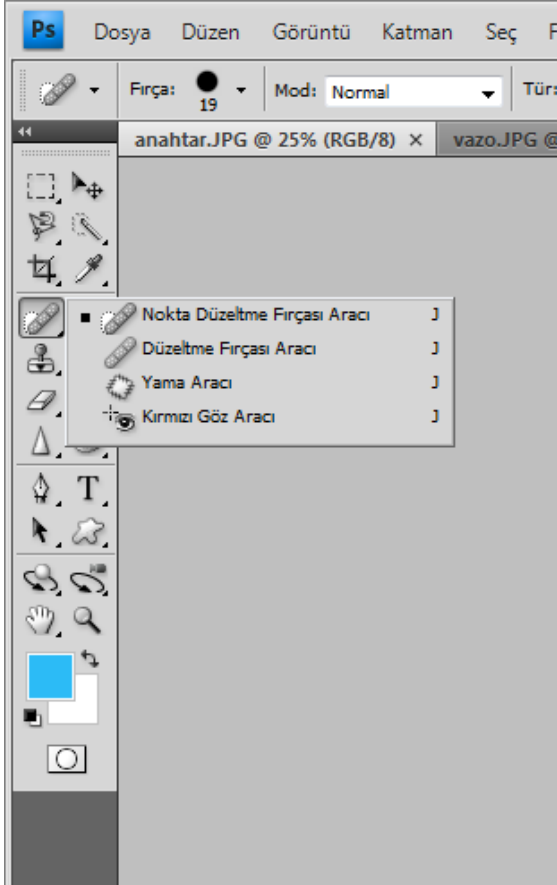 Ps Dosya Düzen Görüntü Katman Seç
Fırça: 19 Mod: Normal Tür:
anahtar.JPG @ 25% (RGB/8) × vazo.JPG @
Nokta Düzeltme Fırçası Aracı J
Düzeltme Fırçası Aracı J
Yama Aracı J
Kırmızı Göz Aracı J
T